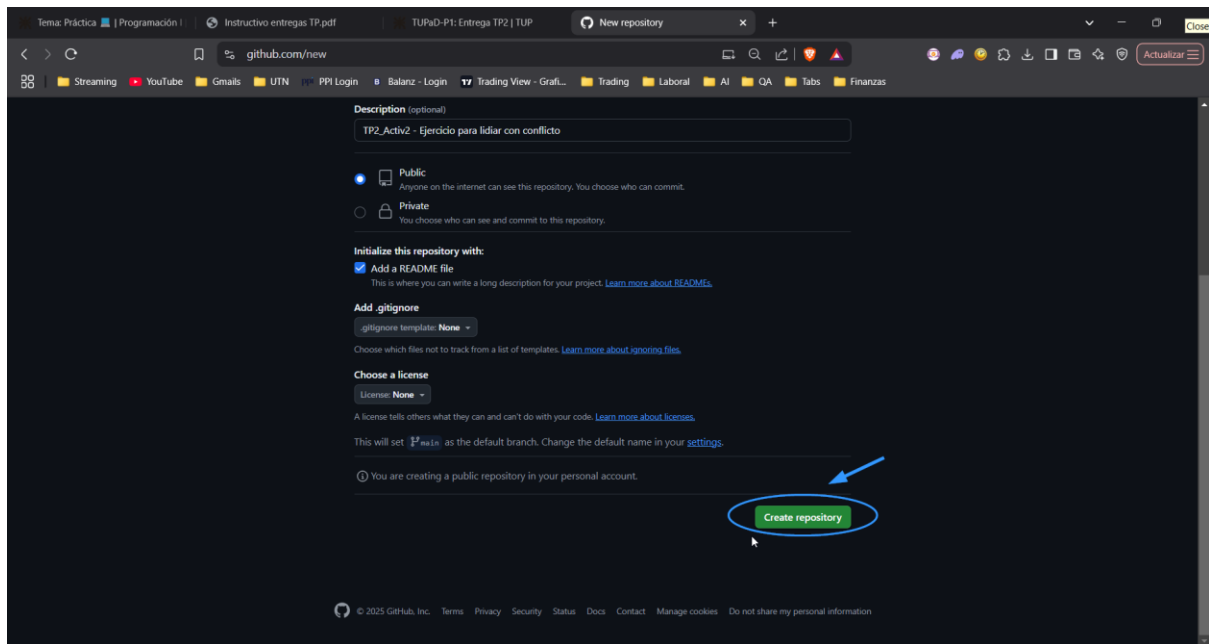 Tema: Práctica 💻 | Programación I
Instructivo entregas TP.pdf
TUPaD-P1: Entrega TP2 | TUP
New repository
Close
github.com/new
Actualizar
Streaming
YouTube
Gmails
UTN
PPI Login
Balanz - Login
Trading View - Grafi...
Trading
Laboral
AI
QA
Tabs
Finanzas
Description (optional)
TP2_Activ2 - Ejercicio para lidiar con conflicto
Public
Anyone on the internet can see this repository. You choose who can commit.
Private
You choose who can see and commit to this repository.
Initialize this repository with:
Add a README file
This is where you can write a long description for your project. Learn more about READMEs.
Add .gitignore
.gitignore template: None
Choose which files not to track from a list of templates. Learn more about ignoring files.
Choose a license
License: None
A license tells others what they can and can't do with your code. Learn more about licenses.
This will set main as the default branch. Change the default name in your settings.
You are creating a public repository in your personal account.
Create repository
© 2025 GitHub, Inc. Terms Privacy Security Status Docs Contact Manage cookies Do not share my personal information